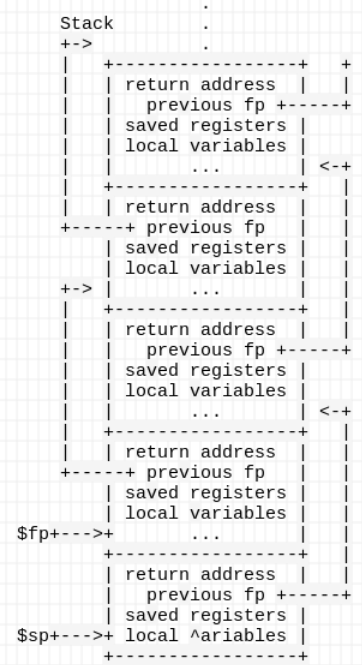 .
Stack .
+-> .
| +-----------------+ +
| | return address | |
| | previous fp +-----+
| | saved registers |
| | local variables |
| | ... | <-+
| +-----------------+ |
| | return address | |
+-----+ previous fp |
| saved registers | |
| local variables | |
+-> | ... | |
| +-----------------+ |
| | return address | |
| | previous fp +-----+
| | saved registers |
| | local variables |
| | ... | <-+
| +-----------------+ |
| | return address | |
+-----+ previous fp |
| saved registers | |
| local variables | |
$fp+--->+ ... | |
+-----------------+ |
| return address | |
| previous fp +-----+
| saved registers |
$sp+--->+ local ^ariables |
+-----------------+